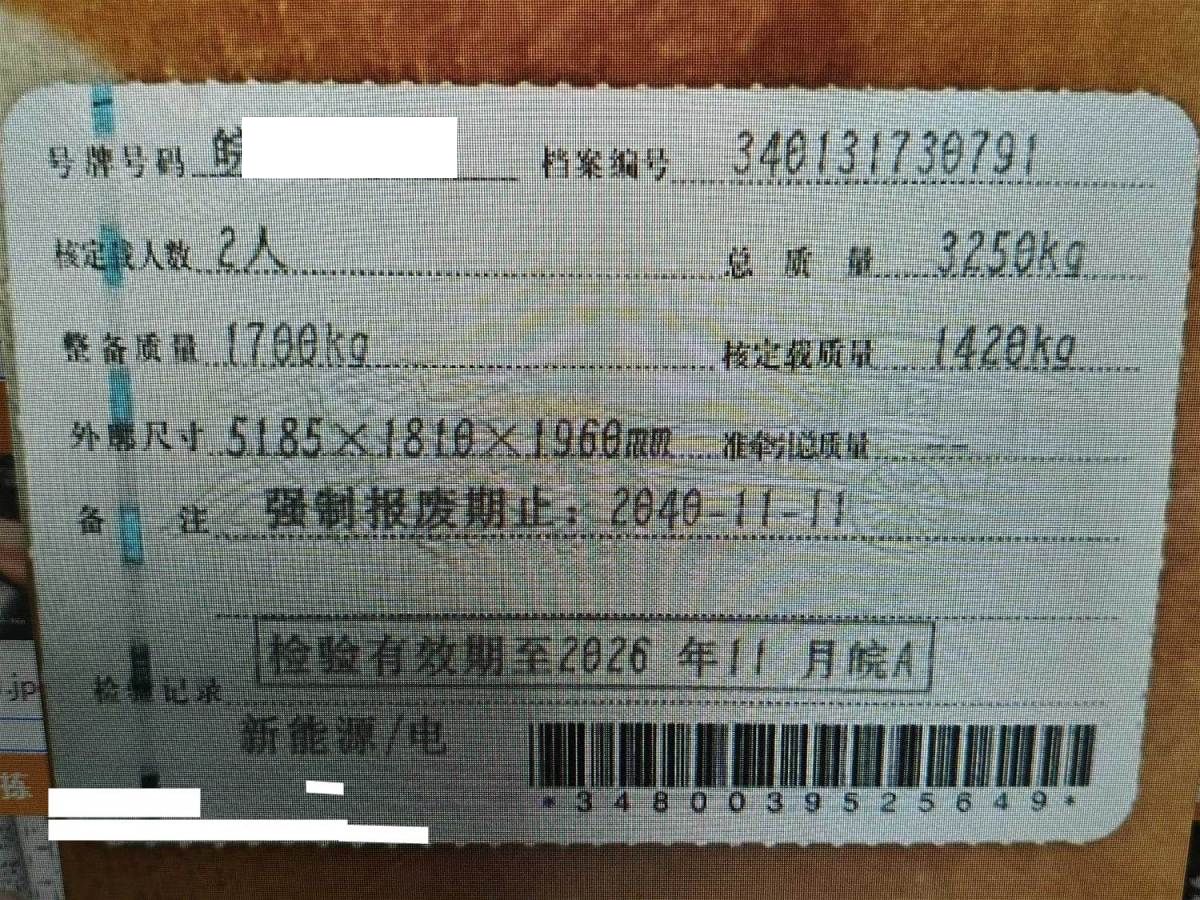 号牌号码 皖 档案编号 340131730791
核定载人数 2人 总质量 3250kg
整备质量 1700kg 核定载质量 1420kg
外廓尺寸 5185×1810×1960mm 准牵引总质量 --
备注 强制报废期止：2040-11-11
检验有效期至2026 年11 月皖A
检验记录
新能源/电
*3480039525649*
.jp
拣